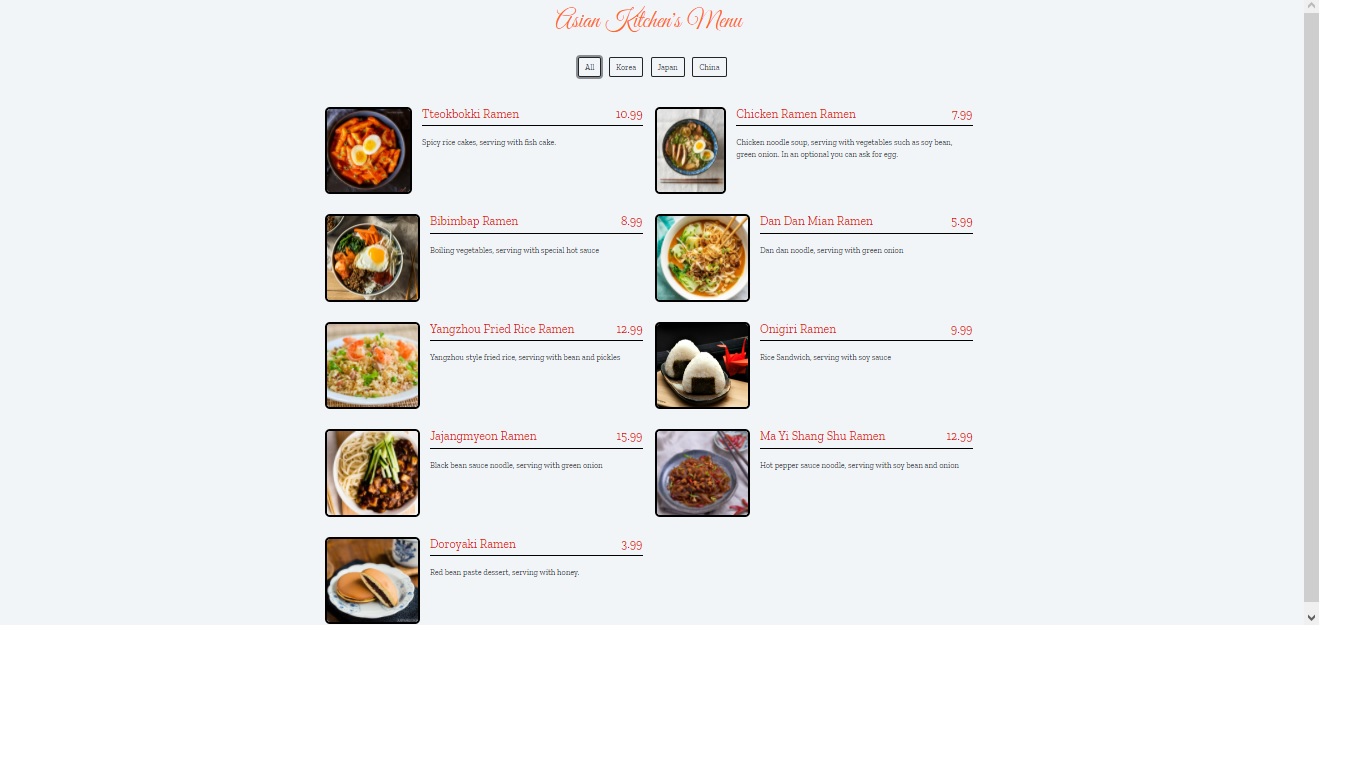 Asian Kitchen's Menu
All Korea Japan China
Tteokbokki Ramen 10.99
Spicy rice cakes, serving with fish cake.
Chicken Ramen Ramen 7.99
Chicken noodle soup, serving with vegetables such as soy bean,
green onion. In an optional you can ask for egg.
Bibimbap Ramen 8.99
Boiling vegetables, serving with special hot sauce
Dan Dan Mian Ramen 5.99
Dan dan noodle, serving with green onion
Yangzhou Fried Rice Ramen 12.99
Yangzhou style fried rice, serving with bean and pickles
Onigiri Ramen 9.99
Rice Sandwich, serving with soy sauce
Jajangmyeon Ramen 15.99
Black bean sauce noodle, serving with green onion
Ma Yi Shang Shu Ramen 12.99
Hot pepper sauce noodle, serving with soy bean and onion
Doroyaki Ramen 3.99
Red bean paste dessert, serving with honey.